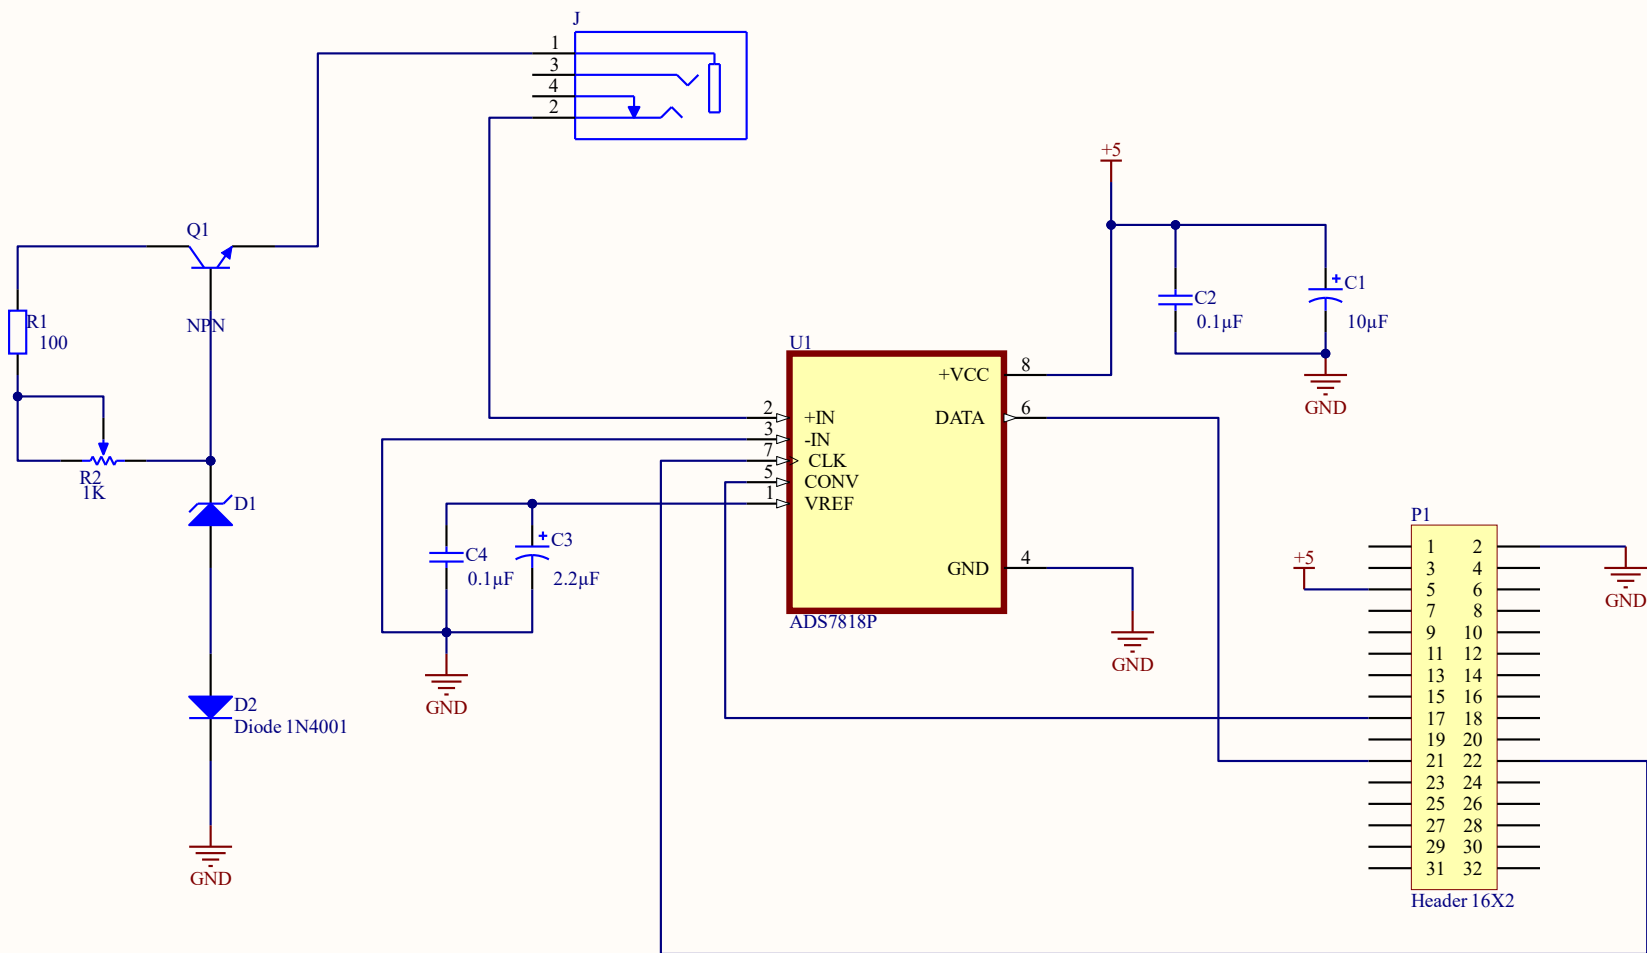 J
1
3
4
2
+5
Q1
NPN
R1
100
R2
1K
C2
0.1µF
C1
10µF
GND
U1
+VCC 8
2 +IN DATA 6
3 -IN
7 CLK
5 CONV
1 VREF
GND 4
ADS7818P
GND
D1
C4
0.1µF
C3
2.2µF
GND
D2
Diode 1N4001
GND
P1
+5
GND
1 2
3 4
5 6
7 8
9 10
11 12
13 14
15 16
17 18
19 20
21 22
23 24
25 26
27 28
29 30
31 32
Header 16X2